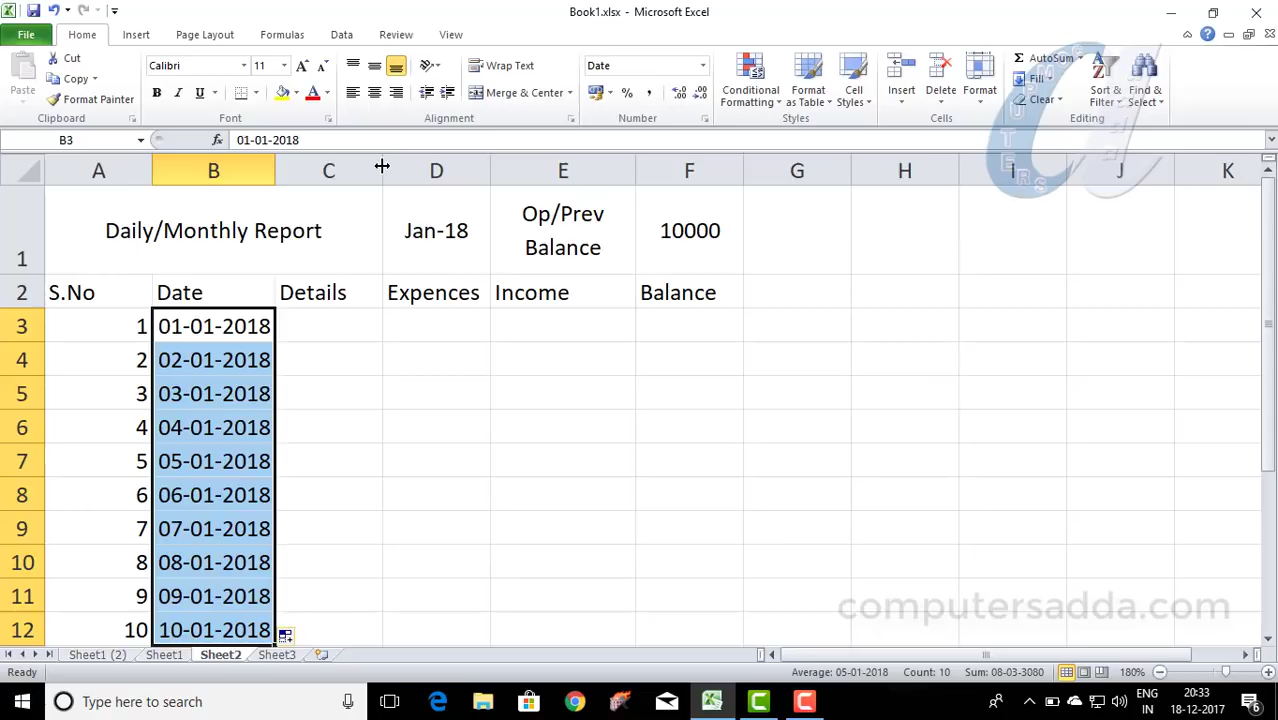 Book1.xlsx - Microsoft Excel
File Home Insert Page Layout Formulas Data Review View
Cut
Copy
Format Painter
Paste
Clipboard
Calibri 11
B I U A
Font
Wrap Text
Merge & Center
Alignment
Date
% ,
Number
Conditional Formatting
Format as Table
Cell Styles
Styles
Insert
Delete
Format
Cells
Σ AutoSum
Fill
Clear
Sort & Filter
Find & Select
Editing
B3 fx 01-01-2018
A B C D E F G H I J K
1 Daily/Monthly Report Jan-18 Op/Prev Balance 10000
2 S.No Date Details Expences Income Balance
3 1 01-01-2018
4 2 02-01-2018
5 3 03-01-2018
6 4 04-01-2018
7 5 05-01-2018
8 6 06-01-2018
9 7 07-01-2018
10 8 08-01-2018
11 9 09-01-2018
12 10 10-01-2018
computersadda.com
Sheet1 (2) Sheet1 Sheet2 Sheet3
Ready Average: 05-01-2018 Count: 10 Sum: 08-03-3080 180%
Type here to search
ENG
IN
20:33
18-12-2017
6